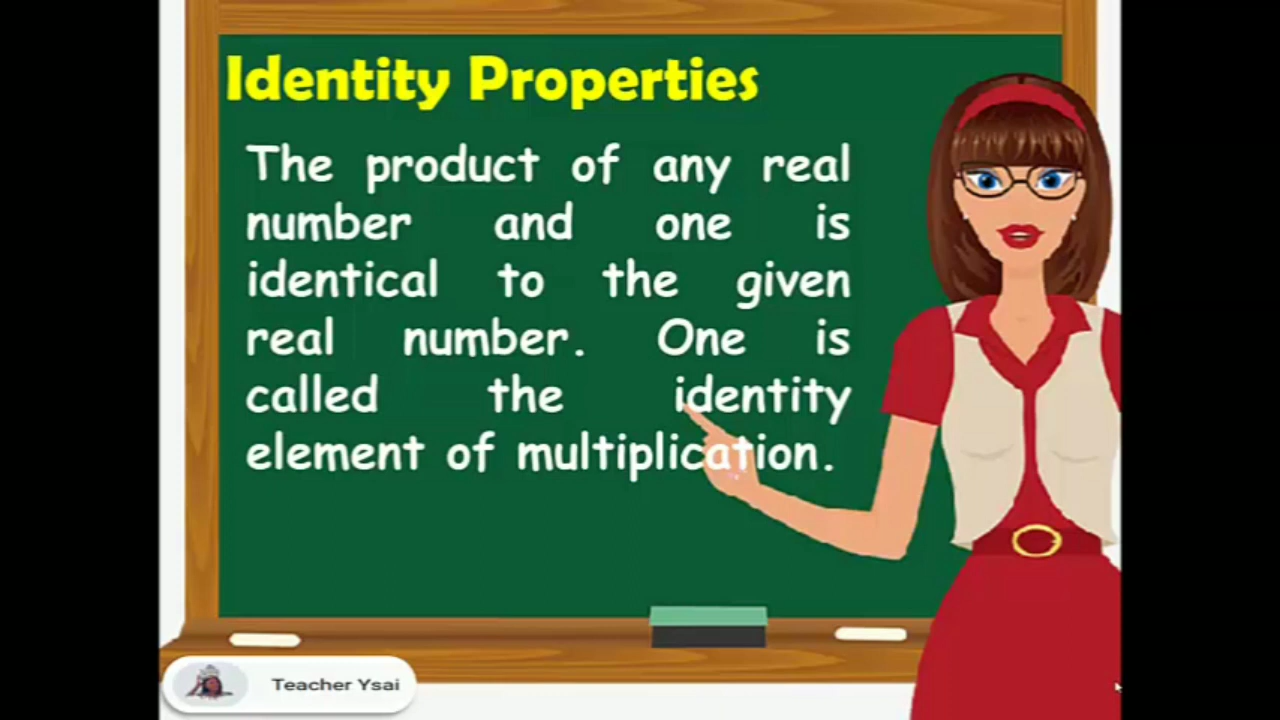 Identity Properties
The product of any real
number and one is
identical to the given
real number. One is
called the identity
element of multiplication.
Teacher Ysai